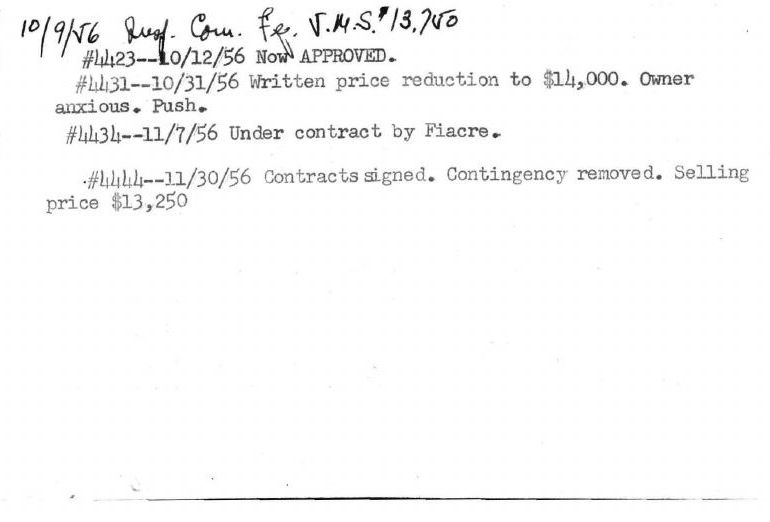 10/9/56 Com. V.M.S. $13,750
#4423--10/12/56 Now APPROVED.
#4431--10/31/56 Written price reduction to $14,000. Owner
anxious. Push.
#4434--11/7/56 Under contract by Fiacre.
#4444--11/30/56 Contracts signed. Contingency removed. Selling
price $13,250